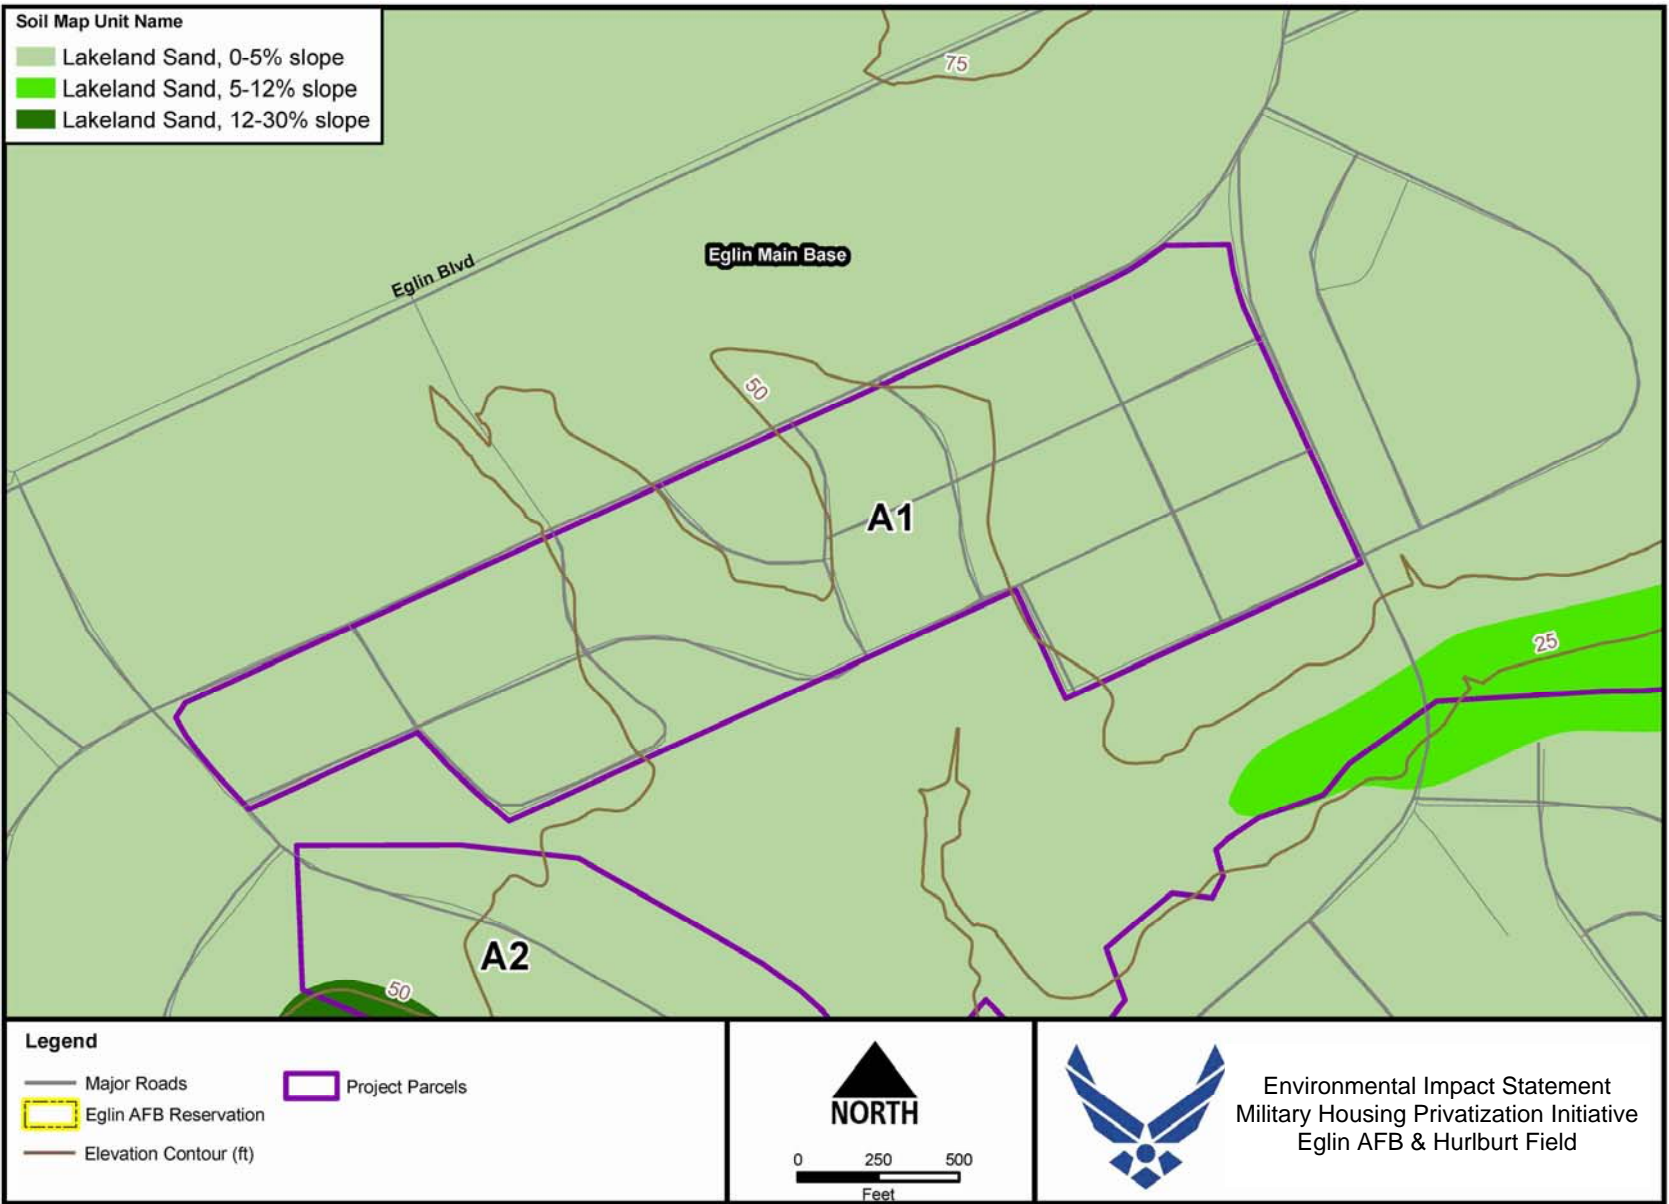 Soil Map Unit Name
Lakeland Sand, 0-5% slope
Lakeland Sand, 5-12% slope
Lakeland Sand, 12-30% slope
75
Eglin Main Base
Eglin Blvd
50
A1
25
A2
50
Legend
Major Roads
Project Parcels
Eglin AFB Reservation
Elevation Contour (ft)
NORTH
0 250 500
Feet
Environmental Impact Statement
Military Housing Privatization Initiative
Eglin AFB & Hurlburt Field